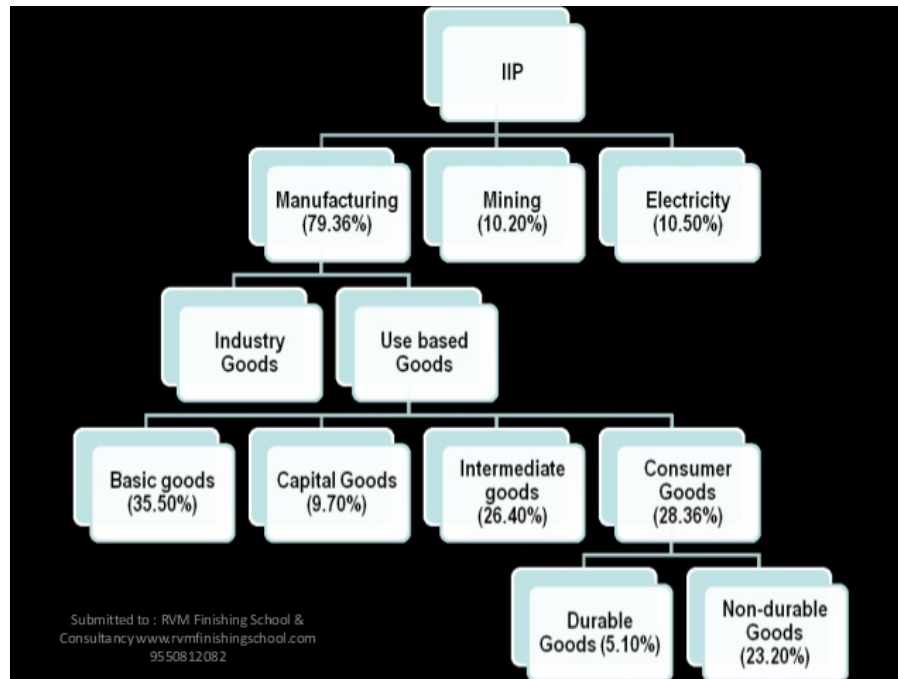 IIP
Manufacturing
(79.36%)
Mining
(10.20%)
Electricity
(10.50%)
Industry
Goods
Use based
Goods
Basic goods
(35.50%)
Capital Goods
(9.70%)
Intermediate
goods
(26.40%)
Consumer
Goods
(28.36%)
Durable
Goods (5.10%)
Non-durable
Goods
(23.20%)
Submitted to : RVM Finishing School &
Consultancy www.rvmfinishingschool.com
9550812082